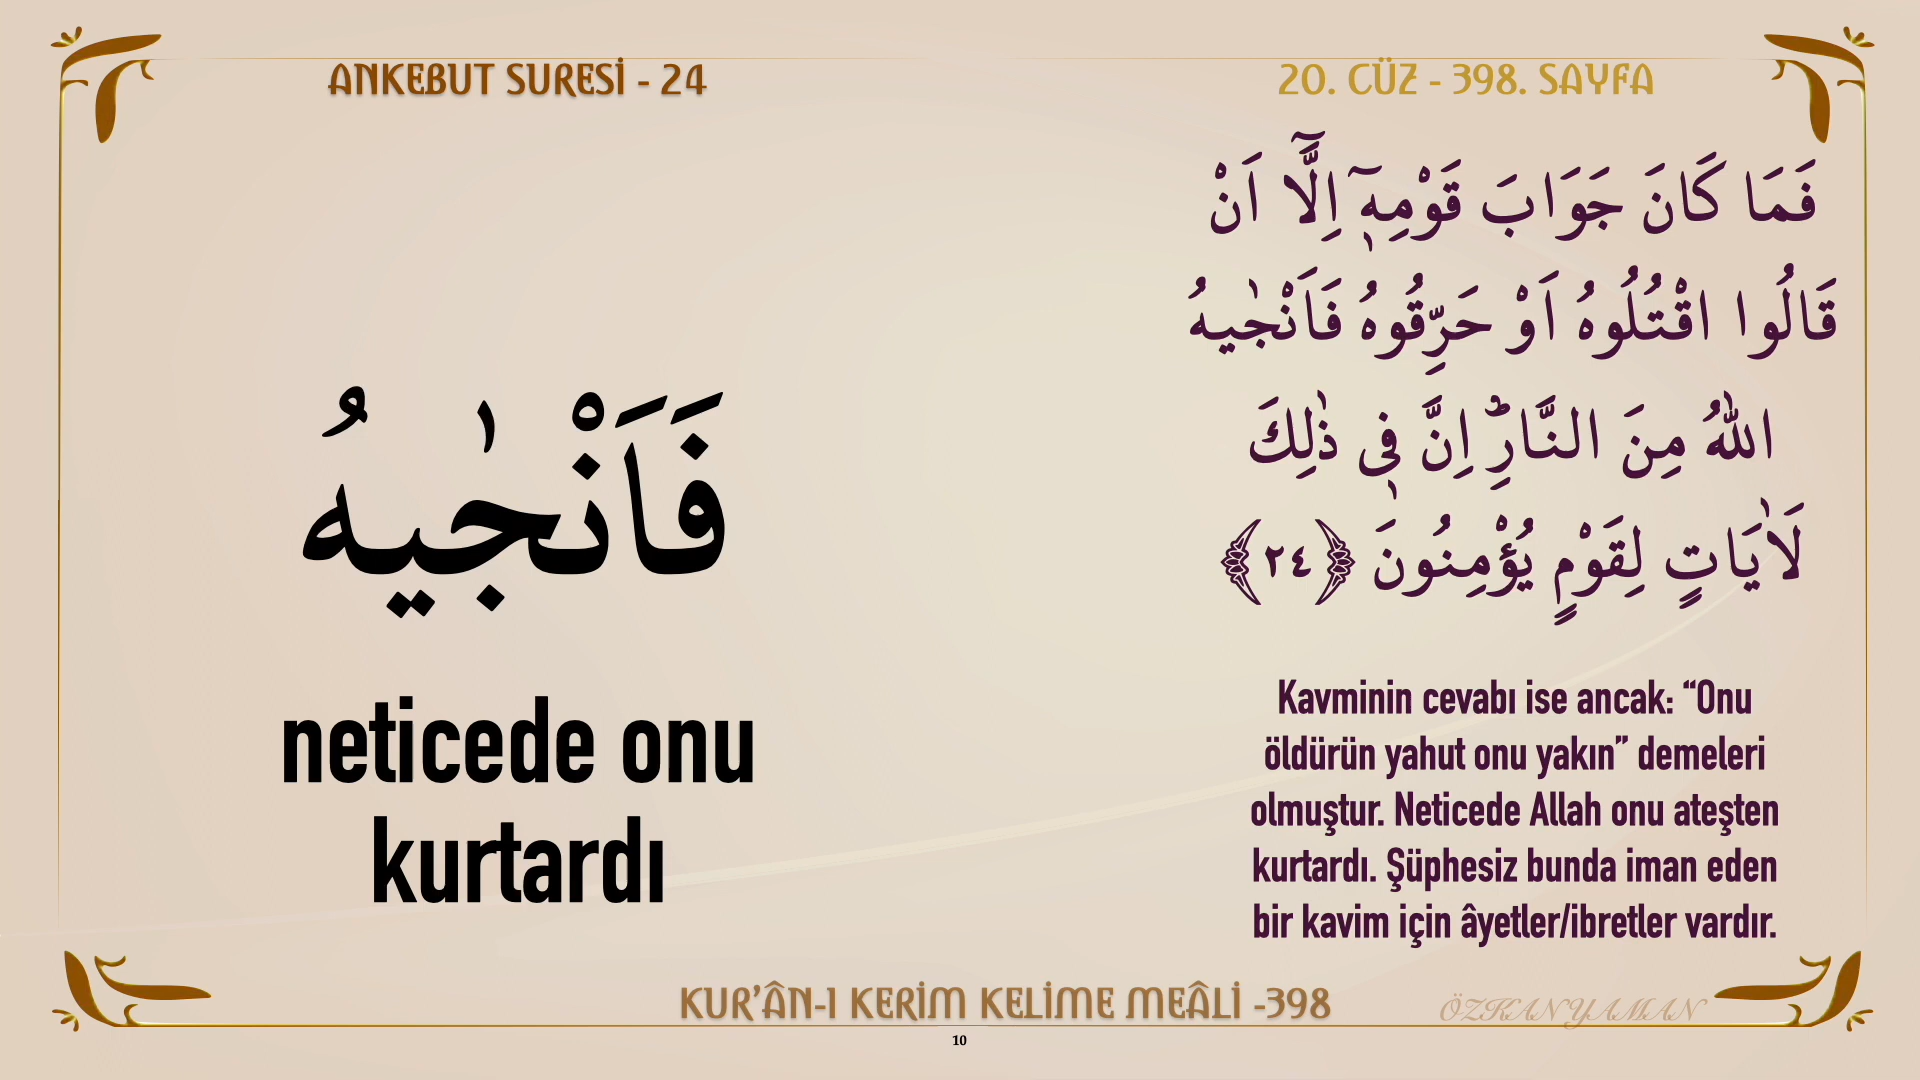 ANKEBUT SURESİ - 24
20. CÜZ - 398. SAYFA
فَمَا كَانَ جَوَابَ قَوْمِهٖٓ اِلَّٓا اَنْ
قَالُوا اقْتُلُوهُ اَوْ حَرِّقُوهُ فَاَنْجٰيهُ
اللّٰهُ مِنَ النَّارِۜ اِنَّ فٖي ذٰلِكَ
لَاٰيَاتٍ لِقَوْمٍ يُؤْمِنُونَ ﴿٢٤﴾
فَاَنْجٰيهُ
neticede onu
kurtardı
Kavminin cevabı ise ancak: “Onu
öldürün yahut onu yakın” demeleri
olmuştur. Neticede Allah onu ateşten
kurtardı. Şüphesiz bunda iman eden
bir kavim için âyetler/ibretler vardır.
KUR’ÂN-I KERİM KELİME MEÂLİ -398
ÖZKAN YAMAN
10